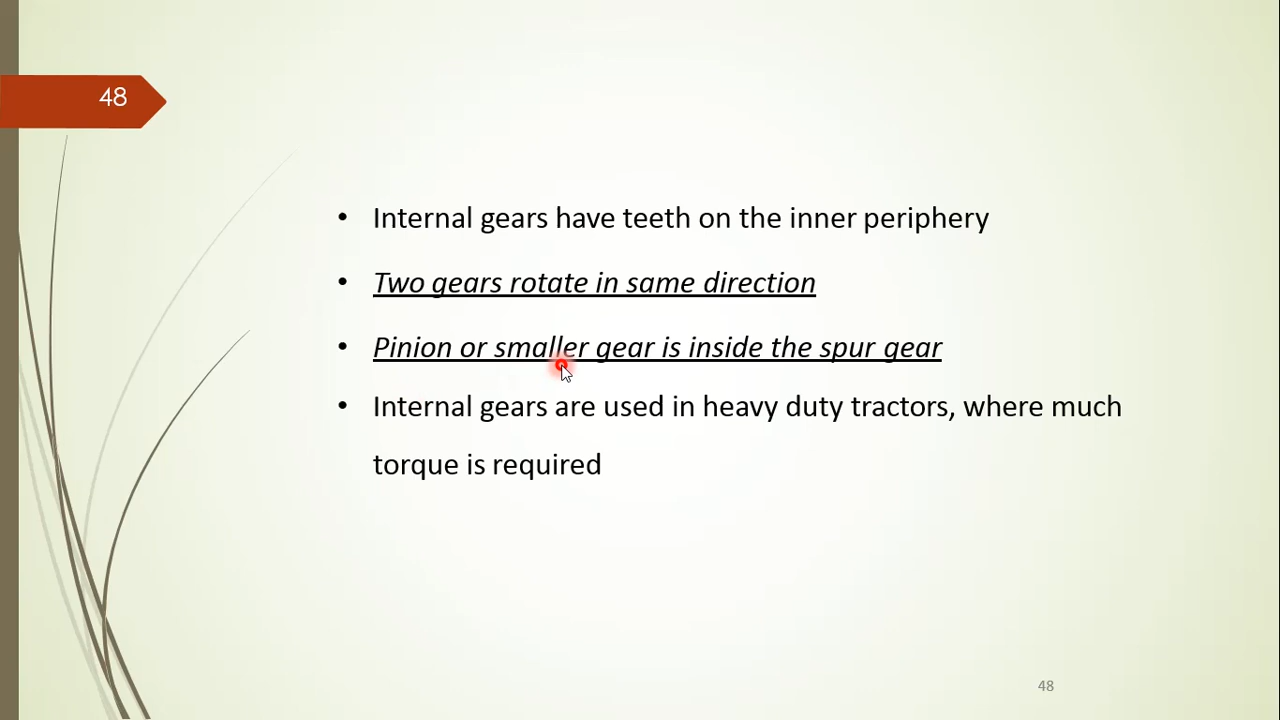 48
• Internal gears have teeth on the inner periphery
• Two gears rotate in same direction
• Pinion or smaller gear is inside the spur gear
• Internal gears are used in heavy duty tractors, where much
torque is required
48